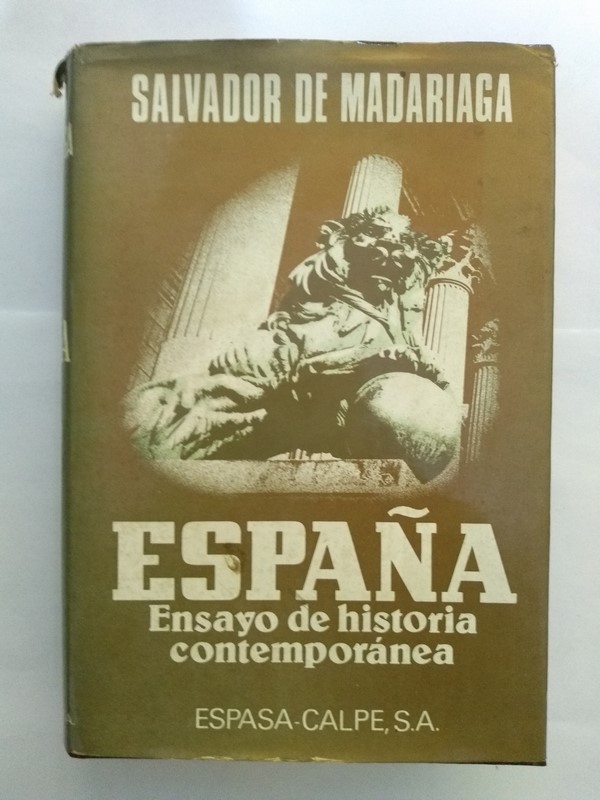 SALVADOR DE MADARIAGA
ESPAÑA
Ensayo de historia
contemporánea
ESPASA-CALPE, S.A.